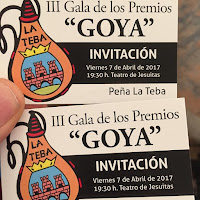 III Gala de los Premios
"GOYA"
LA TEBA
INVITACIÓN
Viernes 7 de Abril de 2017
19:30 h. Teatro de Jesuitas
Peña La Teba
III Gala de los Premios
"GOYA"
LA TEBA
INVITACIÓN
Viernes 7 de Abril de 2017
19:30 h. Teatro de Jesuitas